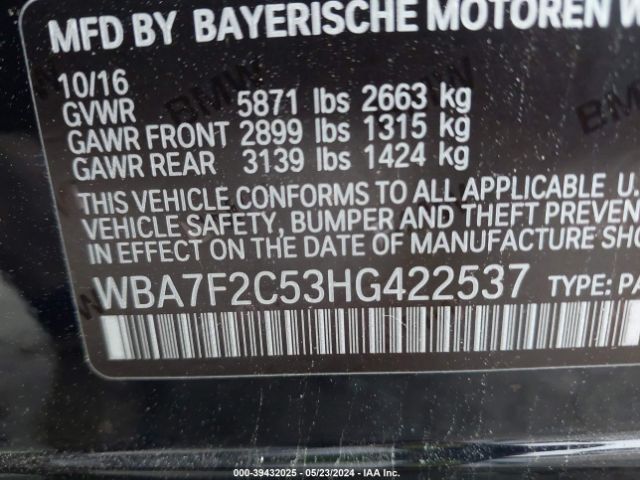 MFD BY BAYERISCHE MOTOREN W
10/16
GVWR 5871 lbs 2663 kg
GAWR FRONT 2899 lbs 1315 kg
GAWR REAR 3139 lbs 1424 kg
THIS VEHICLE CONFORMS TO ALL APPLICABLE U.
VEHICLE SAFETY, BUMPER AND THEFT PREVEN
IN EFFECT ON THE DATE OF MANUFACTURE SHO
WBA7F2C53HG422537 TYPE: PA
000-39432025 - 05/23/2024 - IAA Inc.